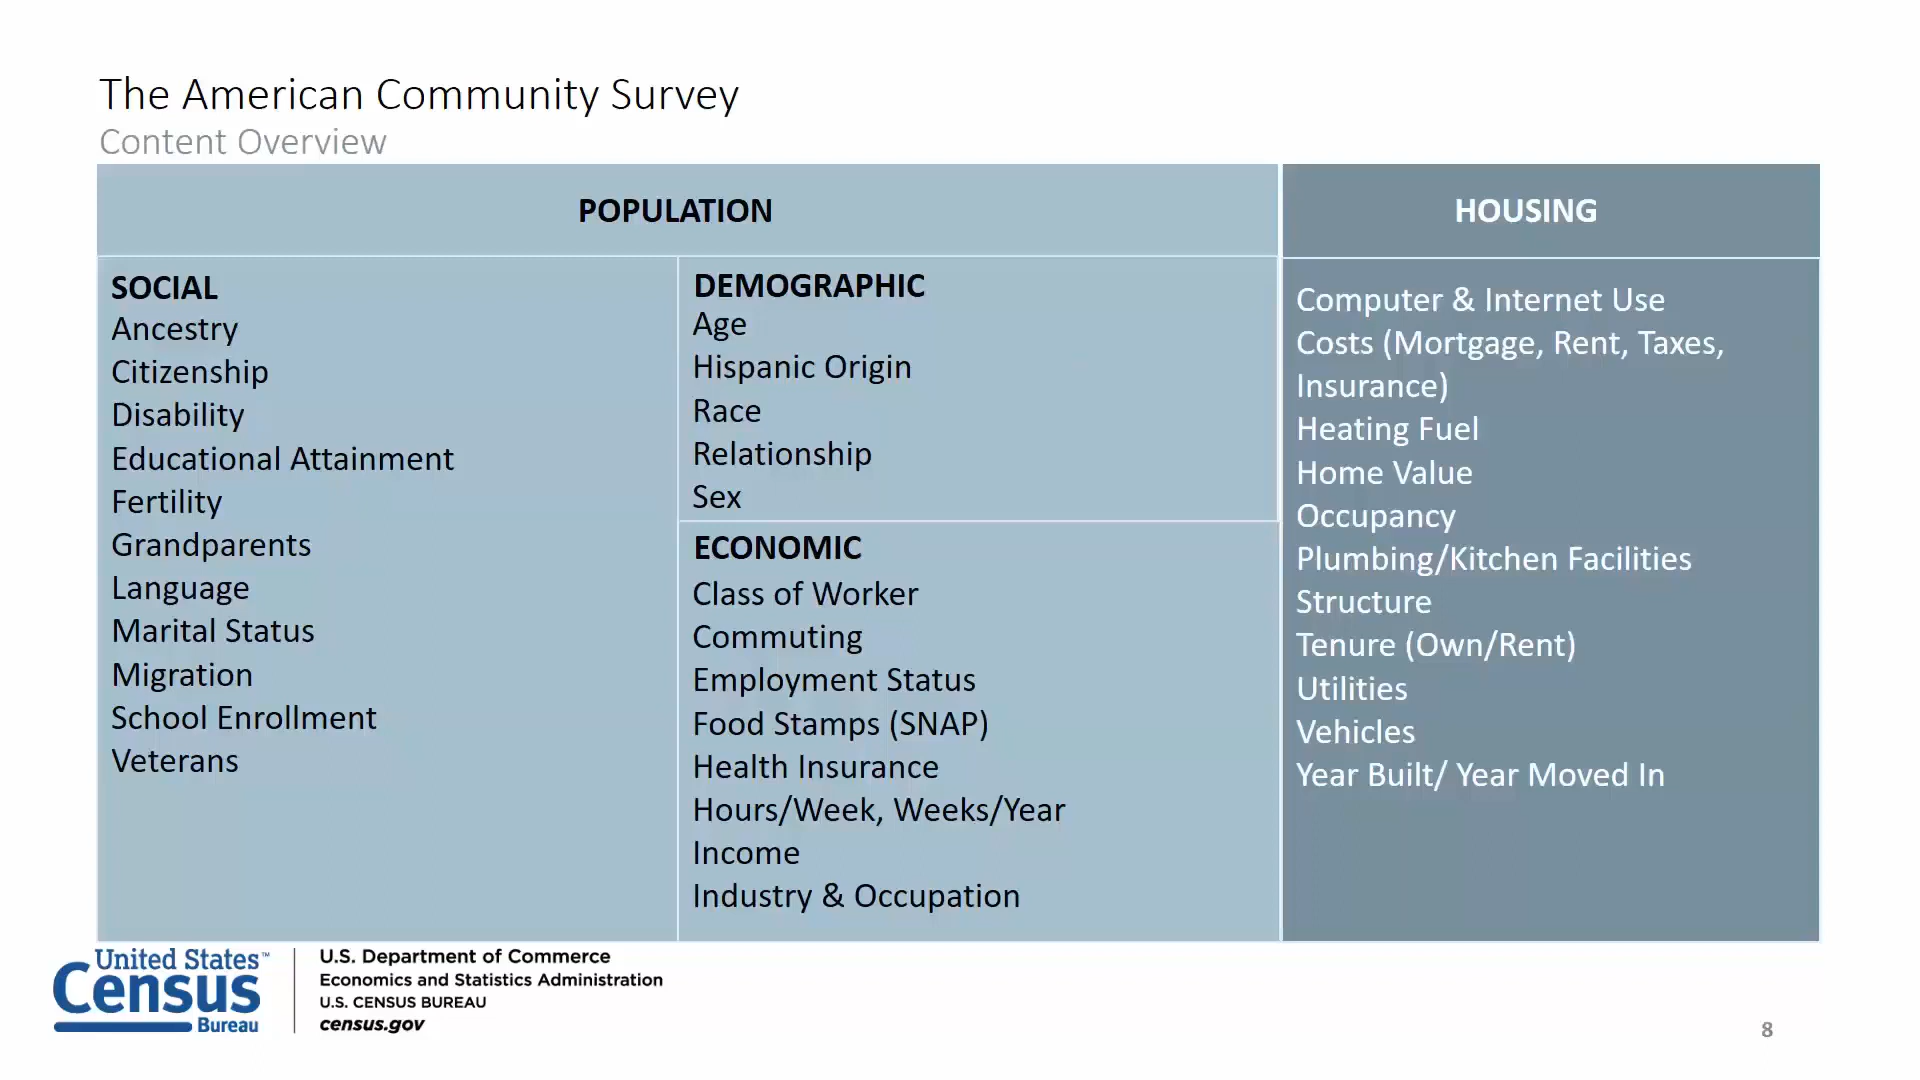 The American Community Survey
Content Overview
POPULATION
HOUSING
SOCIAL
Ancestry
Citizenship
Disability
Educational Attainment
Fertility
Grandparents
Language
Marital Status
Migration
School Enrollment
Veterans
DEMOGRAPHIC
Age
Hispanic Origin
Race
Relationship
Sex
ECONOMIC
Class of Worker
Commuting
Employment Status
Food Stamps (SNAP)
Health Insurance
Hours/Week, Weeks/Year
Income
Industry & Occupation
Computer & Internet Use
Costs (Mortgage, Rent, Taxes,
Insurance)
Heating Fuel
Home Value
Occupancy
Plumbing/Kitchen Facilities
Structure
Tenure (Own/Rent)
Utilities
Vehicles
Year Built/ Year Moved In
United States™
Census
Bureau
U.S. Department of Commerce
Economics and Statistics Administration
U.S. CENSUS BUREAU
census.gov
8